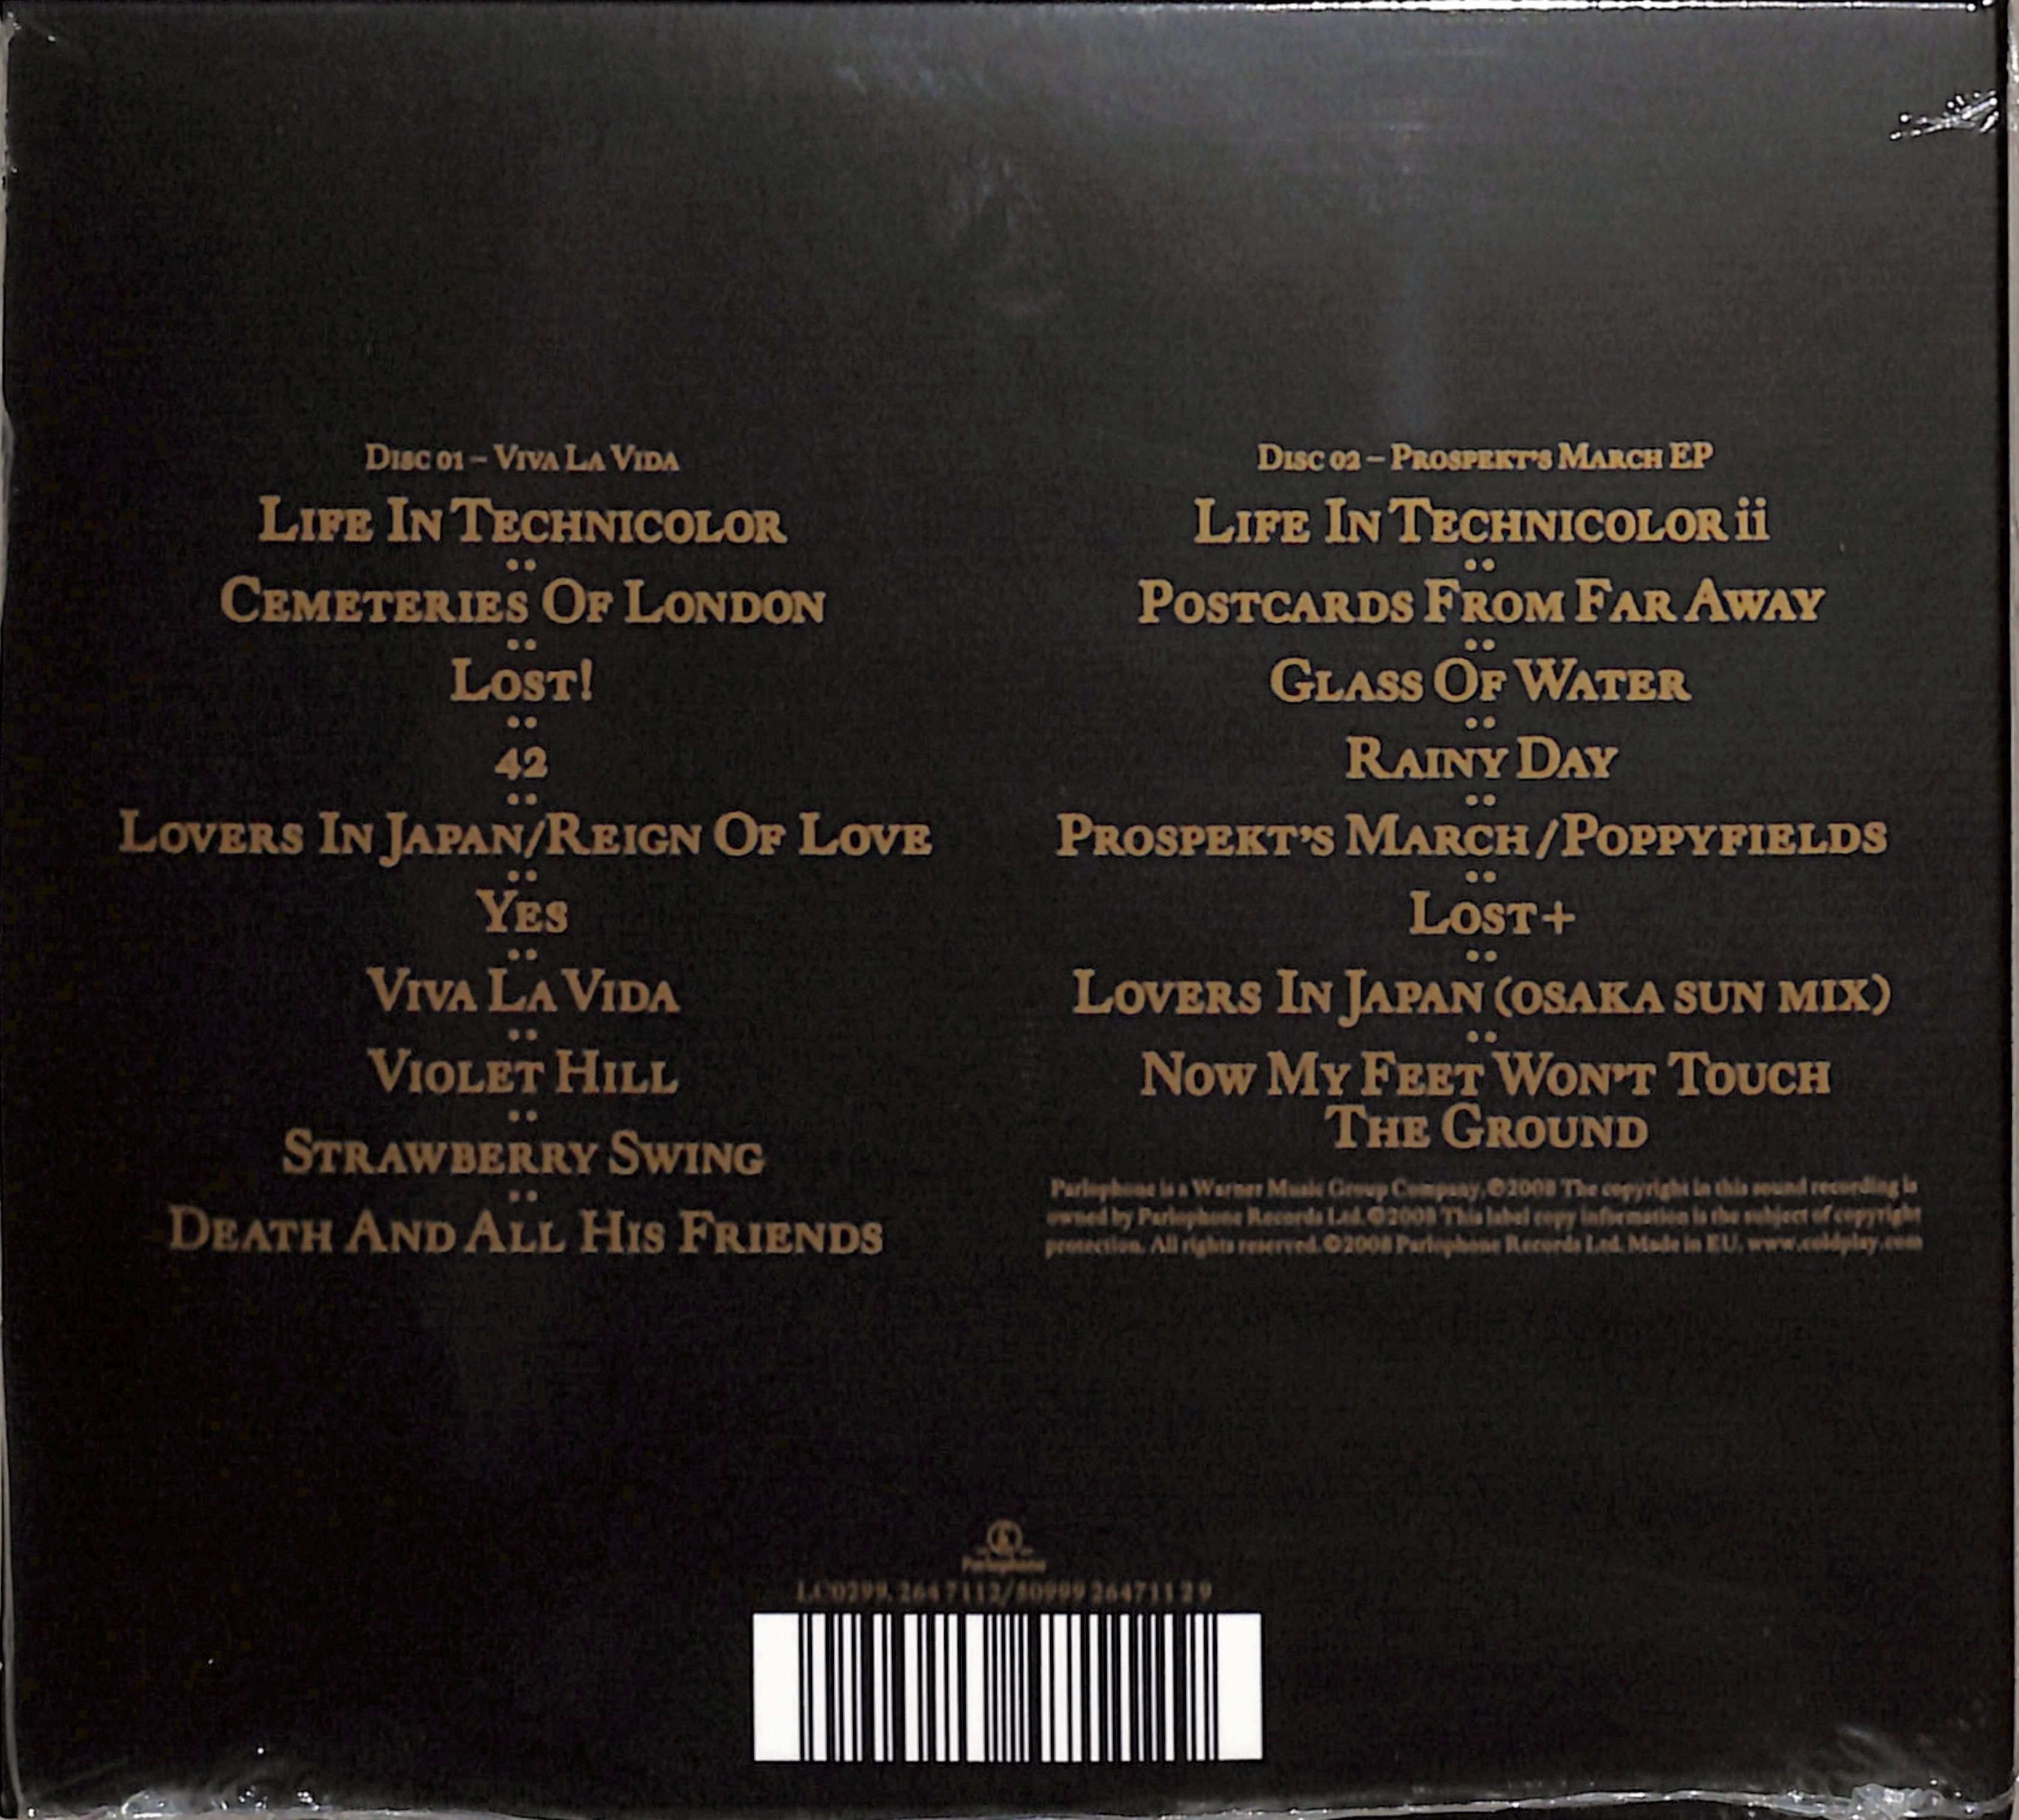 Disc 01 – Viva La Vida
Life In Technicolor
Cemeteries Of London
Lost!
42
Lovers In Japan/Reign Of Love
Yes
Viva La Vida
Violet Hill
Strawberry Swing
Death And All His Friends
Disc 02 – Prospekt's March EP
Life In Technicolor ii
Postcards From Far Away
Glass Of Water
Rainy Day
Prospekt's March/Poppyfields
Lost+
Lovers In Japan (osaka sun mix)
Now My Feet Won't Touch
The Ground
Parlophone is a Warner Music Group Company. ℗2008 The copyright in this sound recording is
owned by Parlophone Records Ltd. ©2008 This label copy information is the subject of copyright
protection. All rights reserved. ©2008 Parlophone Records Ltd. Made in EU. www.coldplay.com
Parlophone
LC0299. 264 7112/50999 2647112 9